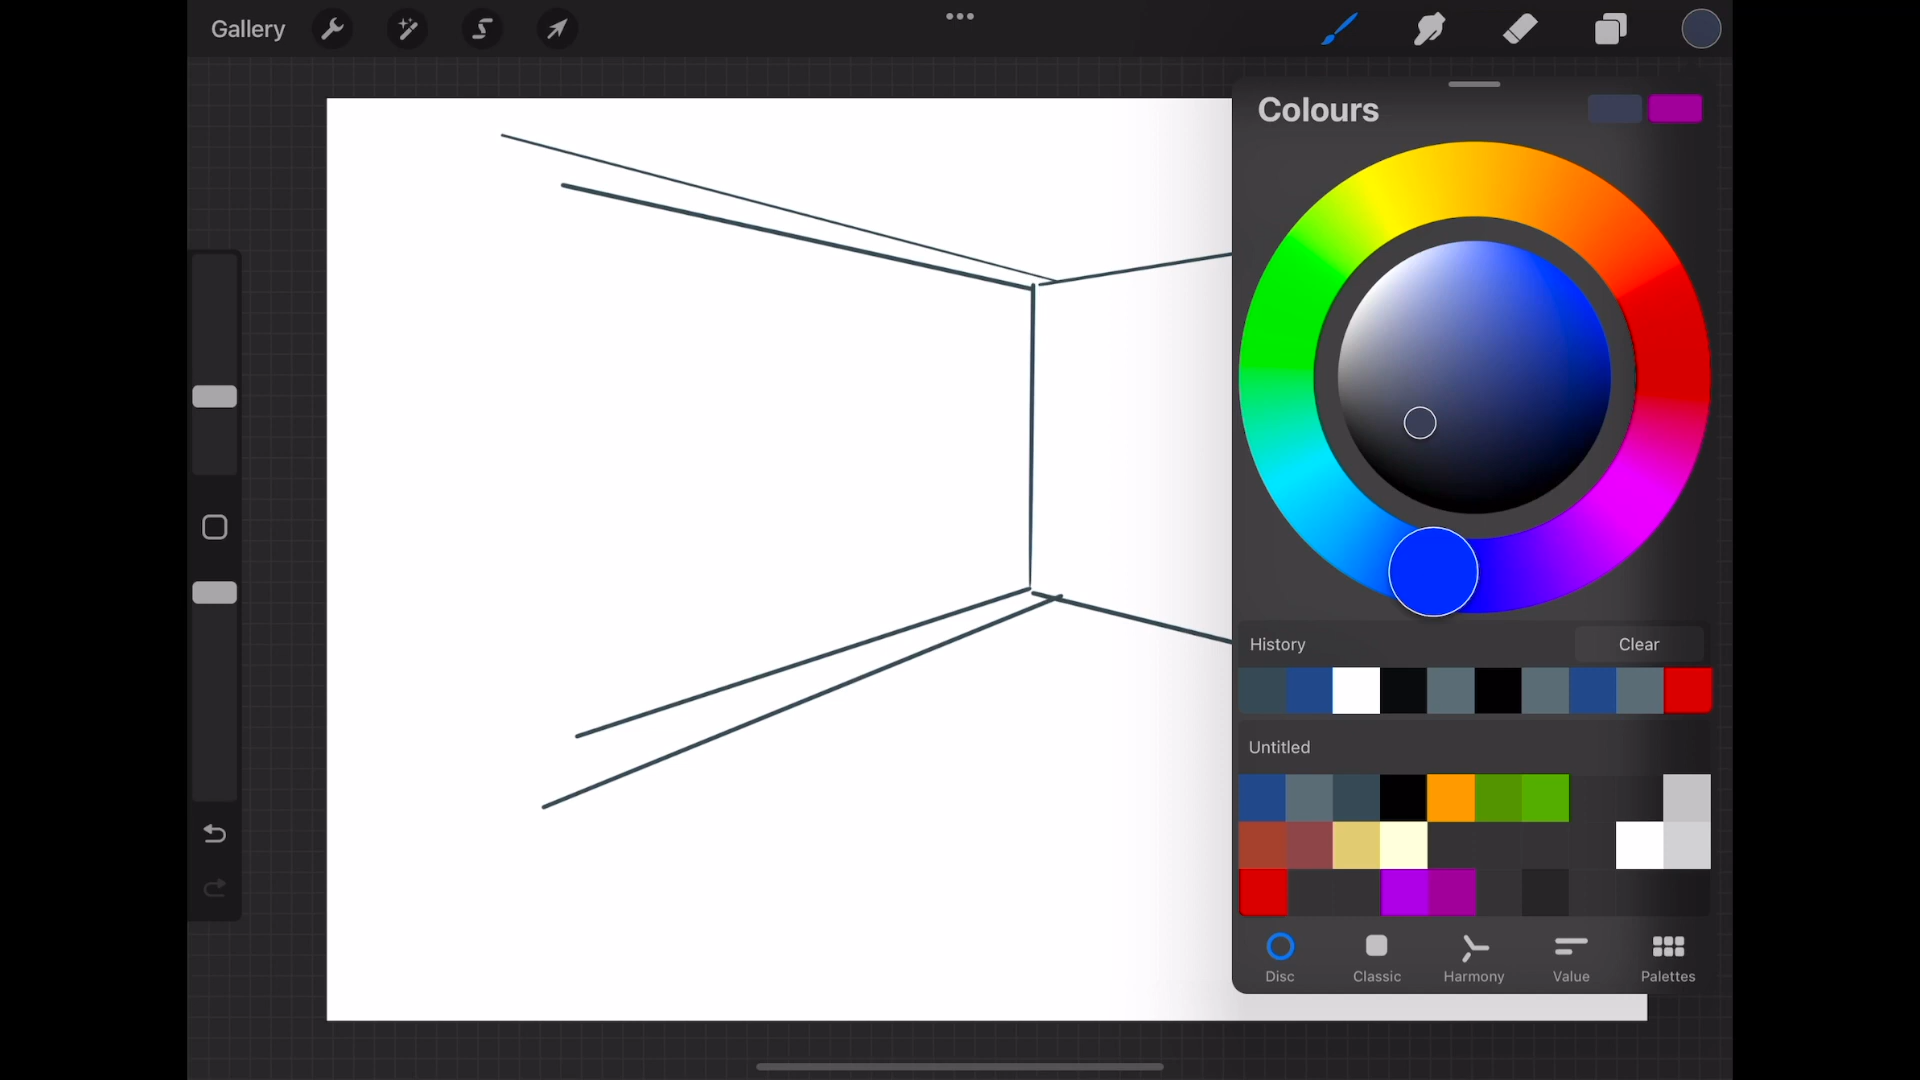 Gallery
Colours
History
Clear
Untitled
Disc
Classic
Harmony
Value
Palettes